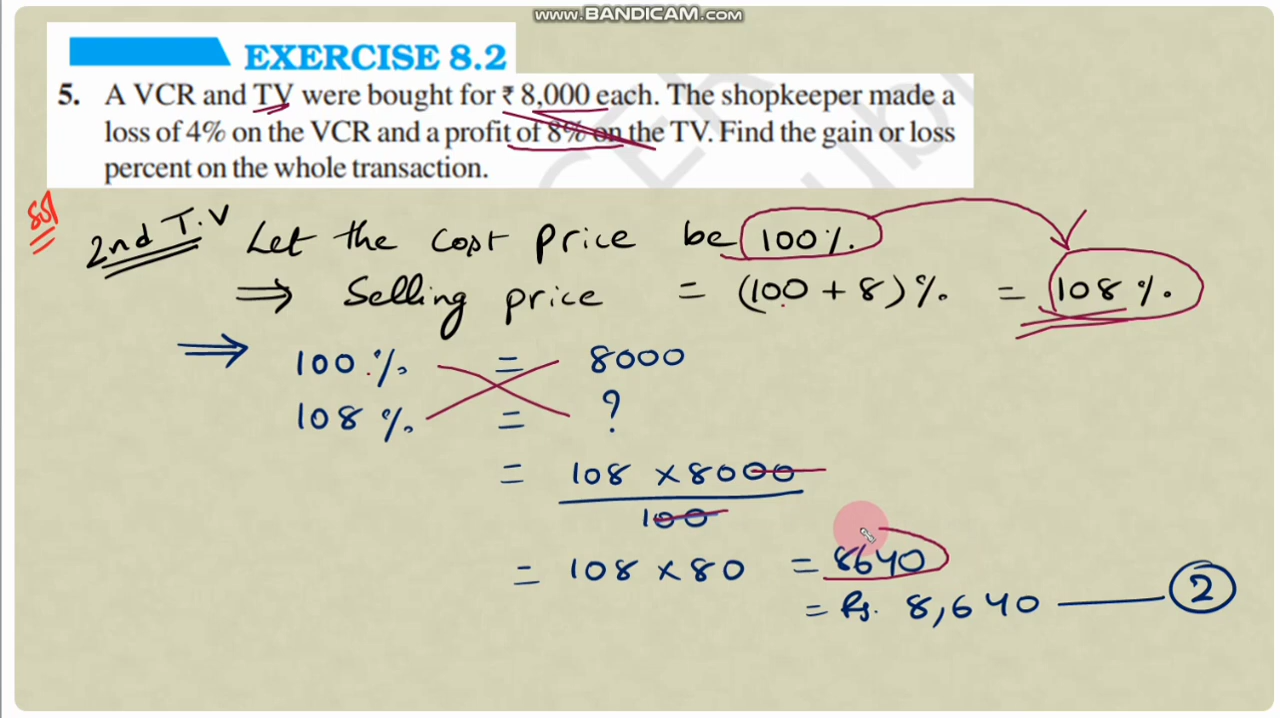 www.BANDICAM.com
EXERCISE 8.2
5. A VCR and TV were bought for ₹ 8,000 each. The shopkeeper made a
loss of 4% on the VCR and a profit of 8% on the TV. Find the gain or loss
percent on the whole transaction.
Sol
2nd T.V Let the Cost price be 100%.
⇒ Selling price = (100 + 8) %. = 108 %.
⇒ 100 % = 8000
108 % = ?
= 108 × 8000
100
= 108 × 80 = 8640
= Rs. 8,640 —— 2